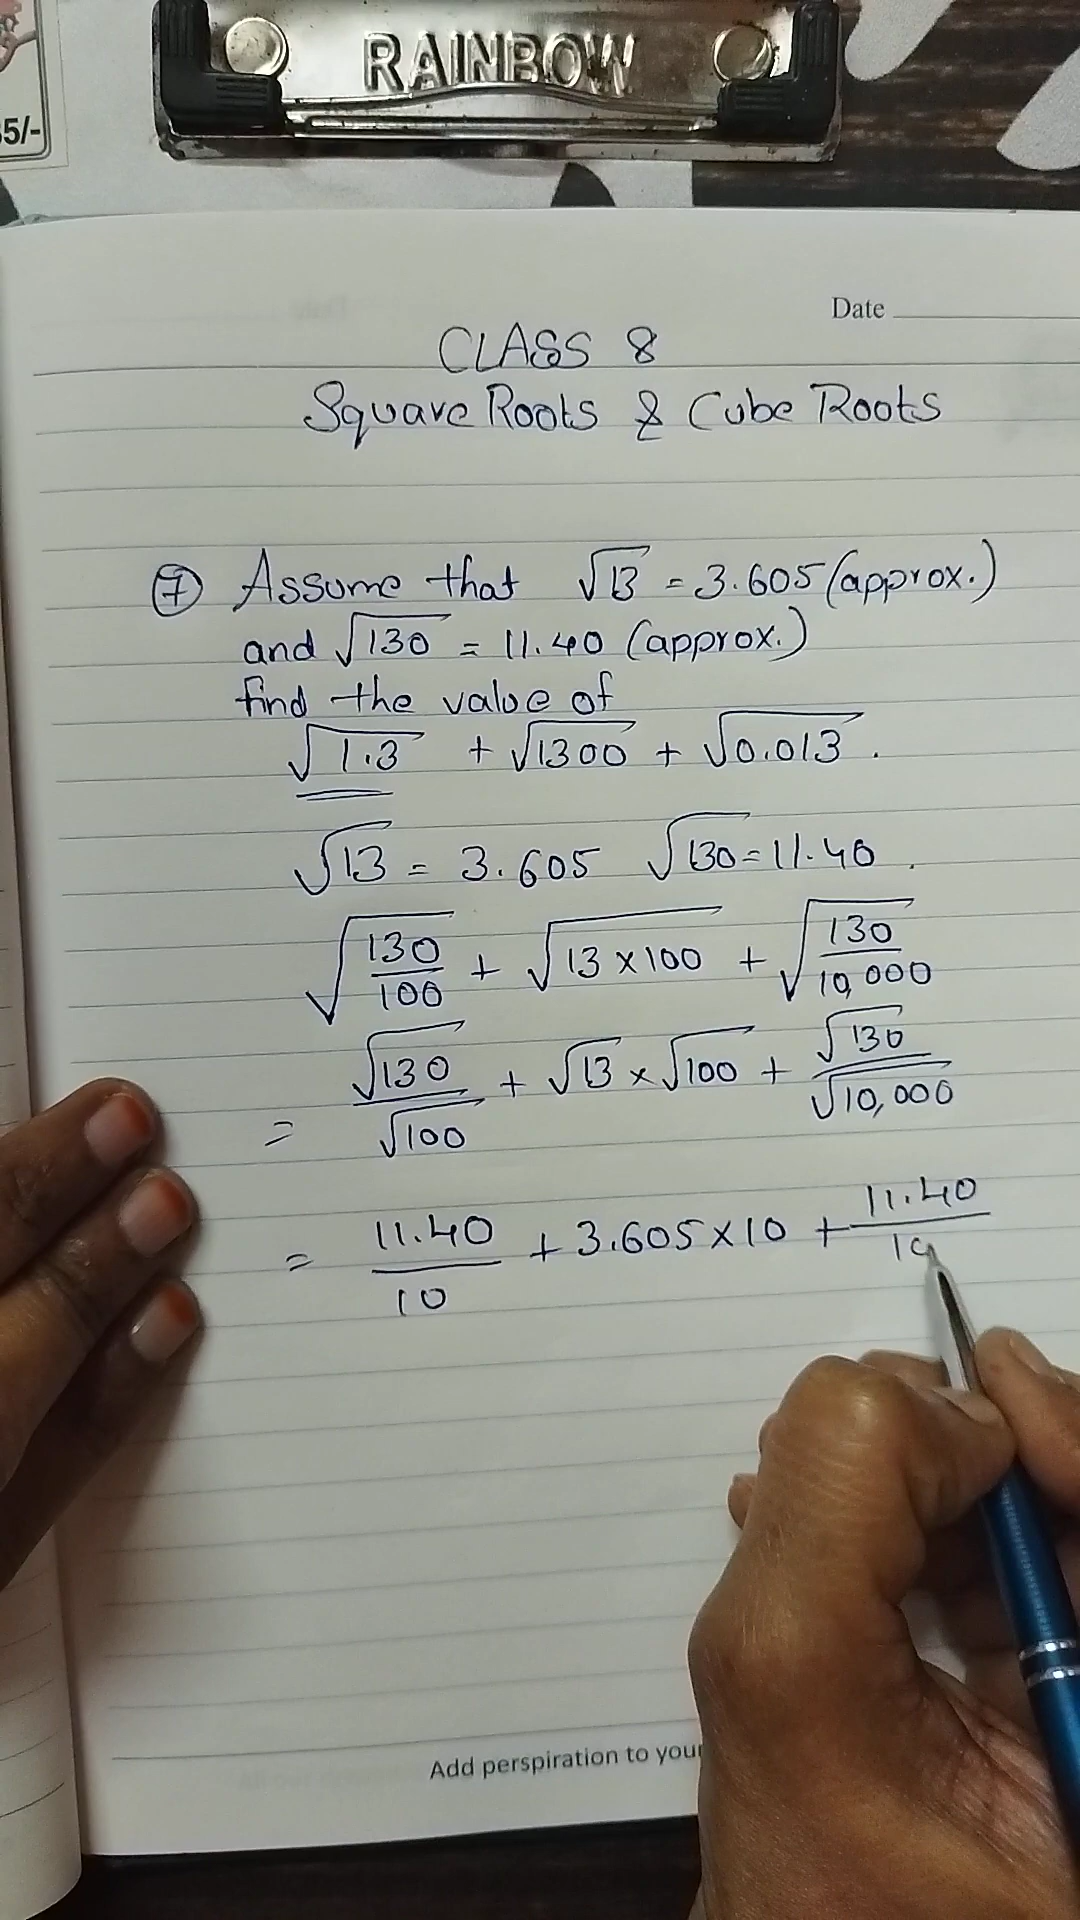 RAINBOW
35/-
Date
CLASS 8
Square Roots & Cube Roots
⑦ Assume that √13 = 3.605 (approx.)
and √130 = 11.40 (approx.)
find the value of
√1.3 + √1300 + √0.013.
√13 = 3.605 √130 = 11.40.
√(130/100) + √(13 × 100) + √(130/10,000)
= √130/√100 + √13 × √100 + √130/√10,000
= 11.40/10 + 3.605 × 10 + 11.40/10
Add perspiration to your